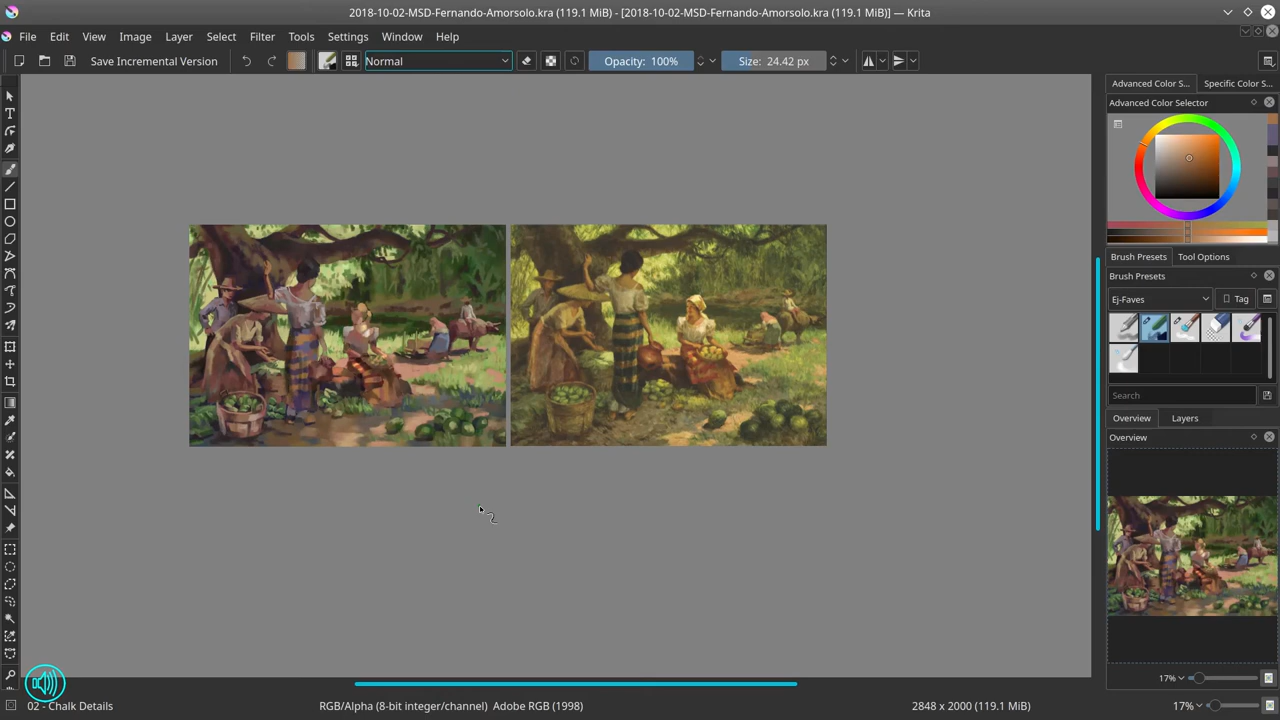 2018-10-02-MSD-Fernando-Amorsolo.kra (119.1 MiB) - [2018-10-02-MSD-Fernando-Amorsolo.kra (119.1 MiB)] — Krita
File Edit View Image Layer Select Filter Tools Settings Window Help
Save Incremental Version Normal Opacity: 100% Size: 24.42 px
Advanced Color S... Specific Color S...
Advanced Color Selector
Brush Presets Tool Options
Brush Presets
Ej-Faves Tag
Search
Overview Layers
Overview
17%
02 - Chalk Details RGB/Alpha (8-bit integer/channel) Adobe RGB (1998) 2848 x 2000 (119.1 MiB) 17%